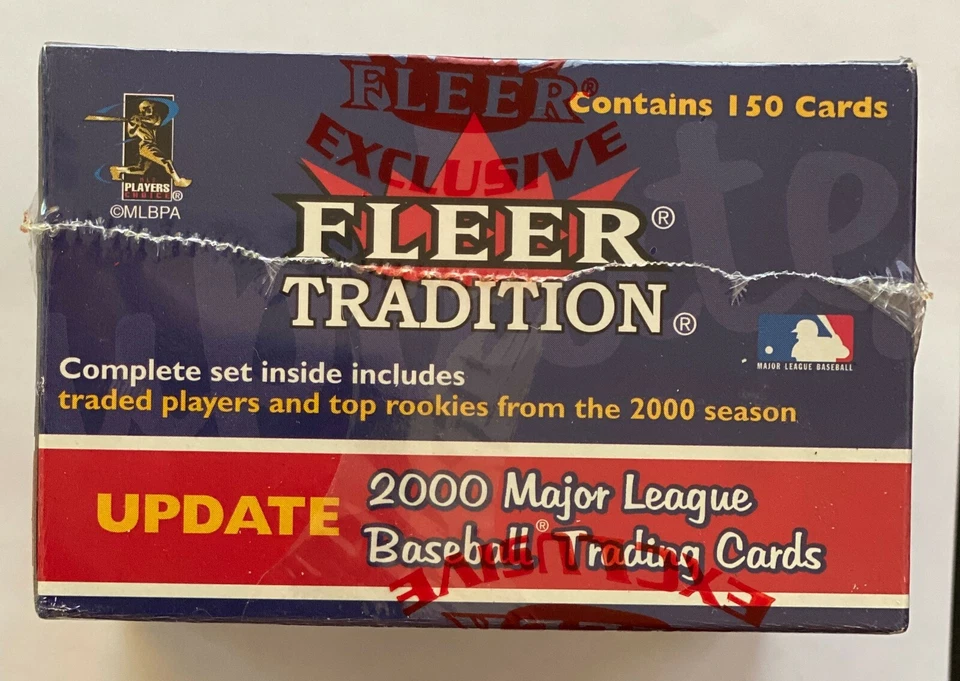 FLEER®
EXCLUSIVE
Contains 150 Cards
PLAYERS
CHOICE®
©MLBPA
FLEER®
TRADITION®
update
MAJOR LEAGUE BASEBALL
Complete set inside includes
traded players and top rookies from the 2000 season
UPDATE
2000 Major League
Baseball® Trading Cards
EXCLUSIVE